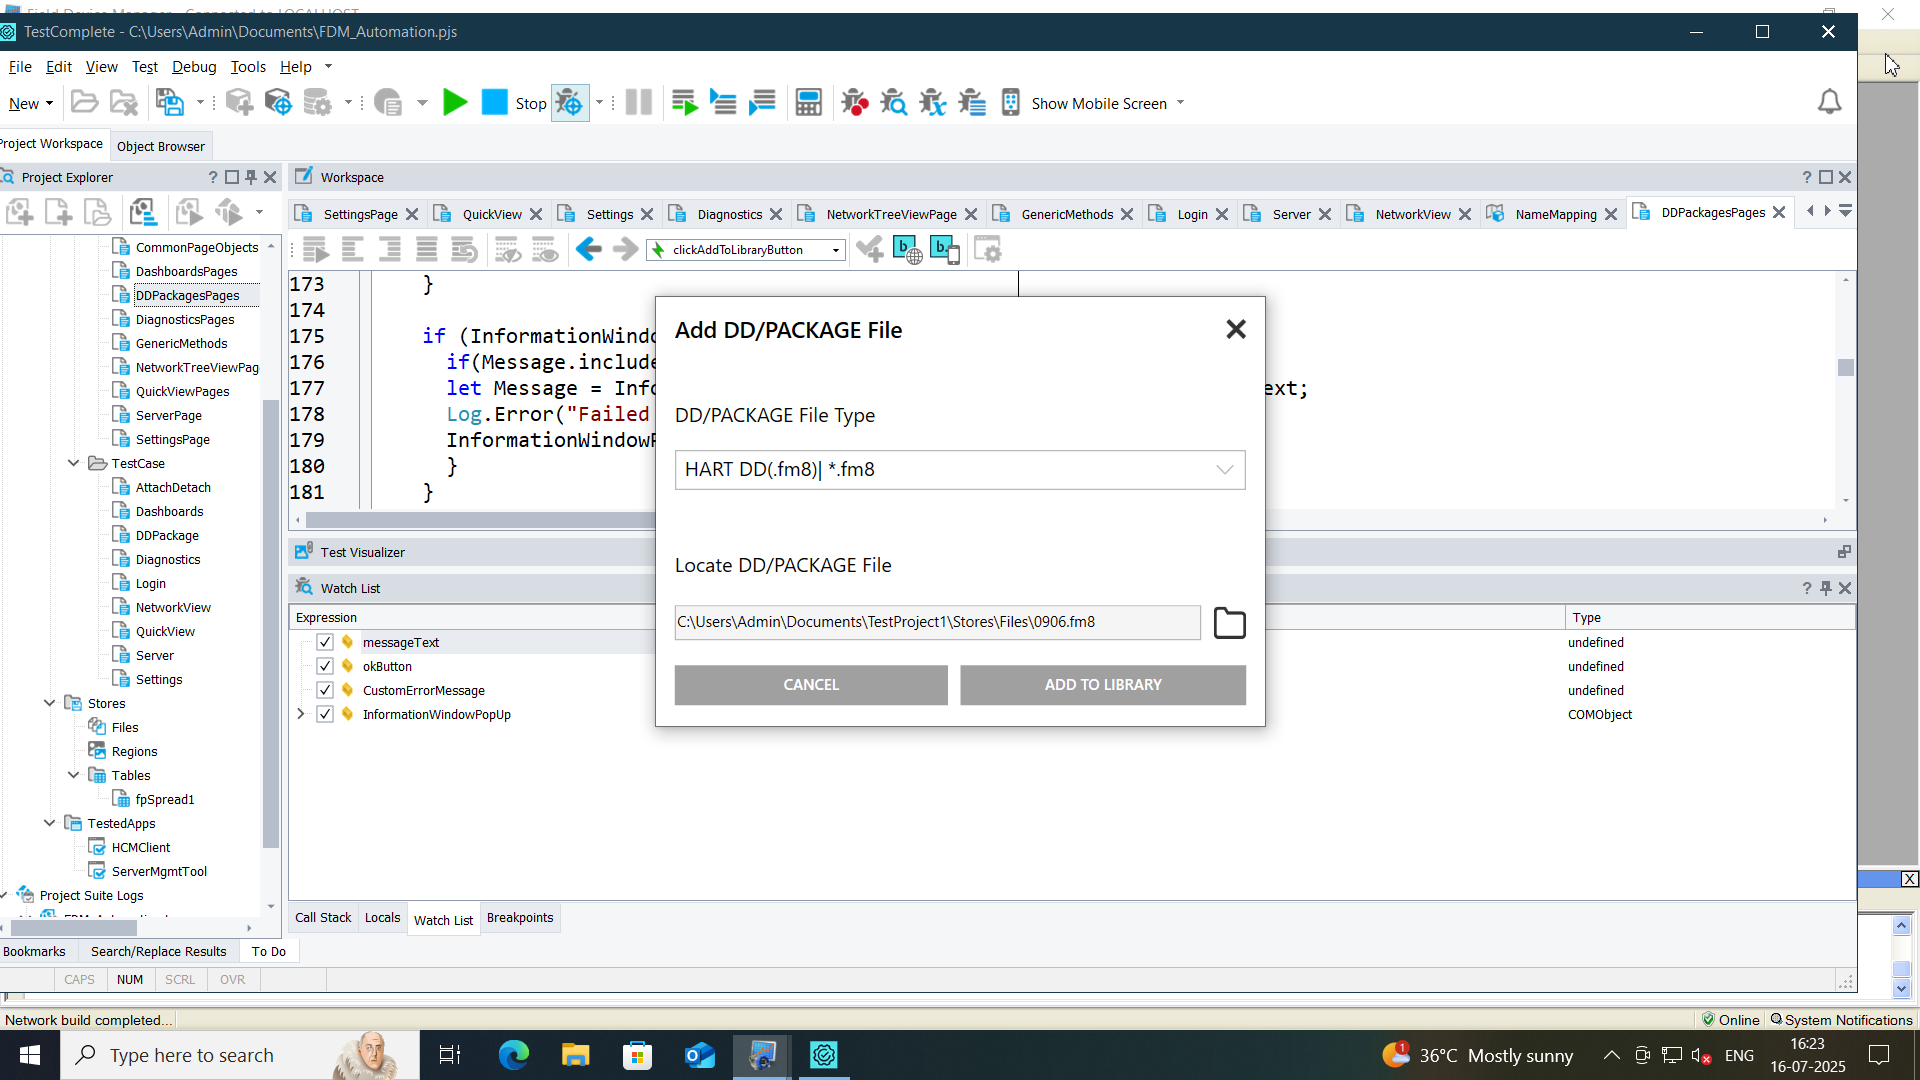 TestComplete - C:\Users\Admin\Documents\FDM_Automation.pjs
File Edit View Test Debug Tools Help
New Stop Show Mobile Screen
Project Workspace Object Browser
Project Explorer
Workspace
SettingsPage QuickView Settings Diagnostics NetworkTreeViewPage GenericMethods Login Server NetworkView NameMapping DDPackagesPages
clickAddToLibraryButton
CommonPageObjects
DashboardsPages
DDPackagesPages
DiagnosticsPages
GenericMethods
NetworkTreeViewPag
QuickViewPages
ServerPage
SettingsPage
TestCase
AttachDetach
Dashboards
DDPackage
Diagnostics
Login
NetworkView
QuickView
Server
Settings
Stores
Files
Regions
Tables
fpSpread1
TestedApps
HCMClient
ServerMgmtTool
Project Suite Logs
173 }
174
175 if (InformationWindo
176 if(Message.include
177 let Message = Info ext;
178 Log.Error("Failed
179 InformationWindowP
180 }
181 }
Add DD/PACKAGE File
DD/PACKAGE File Type
HART DD(.fm8)| *.fm8
Locate DD/PACKAGE File
C:\Users\Admin\Documents\TestProject1\Stores\Files\0906.fm8
CANCEL ADD TO LIBRARY
Test Visualizer
Watch List
Expression Type
messageText undefined
okButton undefined
CustomErrorMessage undefined
InformationWindowPopUp COMObject
Call Stack Locals Watch List Breakpoints
Bookmarks Search/Replace Results To Do
CAPS NUM SCRL OVR
Network build completed... Online System Notifications
Type here to search
1 36°C Mostly sunny ENG
16:23
16-07-2025